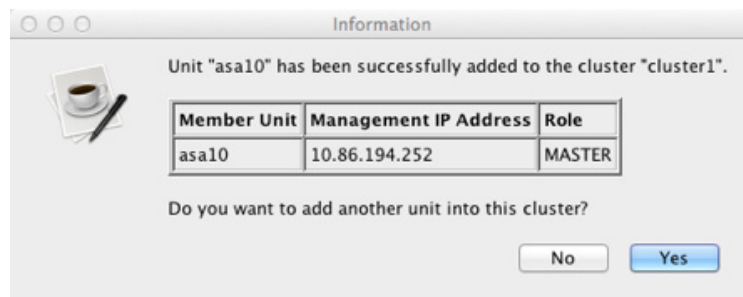 Information
Unit "asa10" has been successfully added to the cluster "cluster1".
Member Unit Management IP Address Role
asa10 10.86.194.252 MASTER
Do you want to add another unit into this cluster?
No Yes